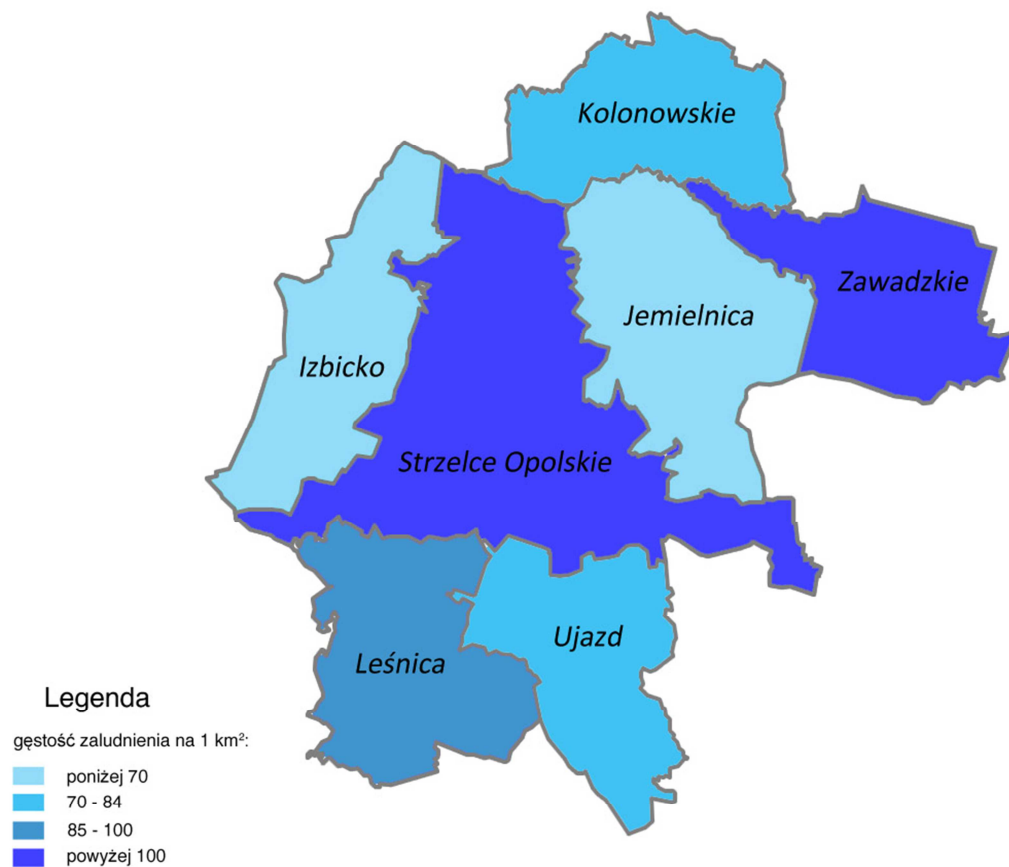 Kolonowskie
Zawadzkie
Jemielnica
Izbicko
Strzelce Opolskie
Ujazd
Leśnica
Legenda
gęstość zaludnienia na 1 km²:
poniżej 70
70 - 84
85 - 100
powyżej 100